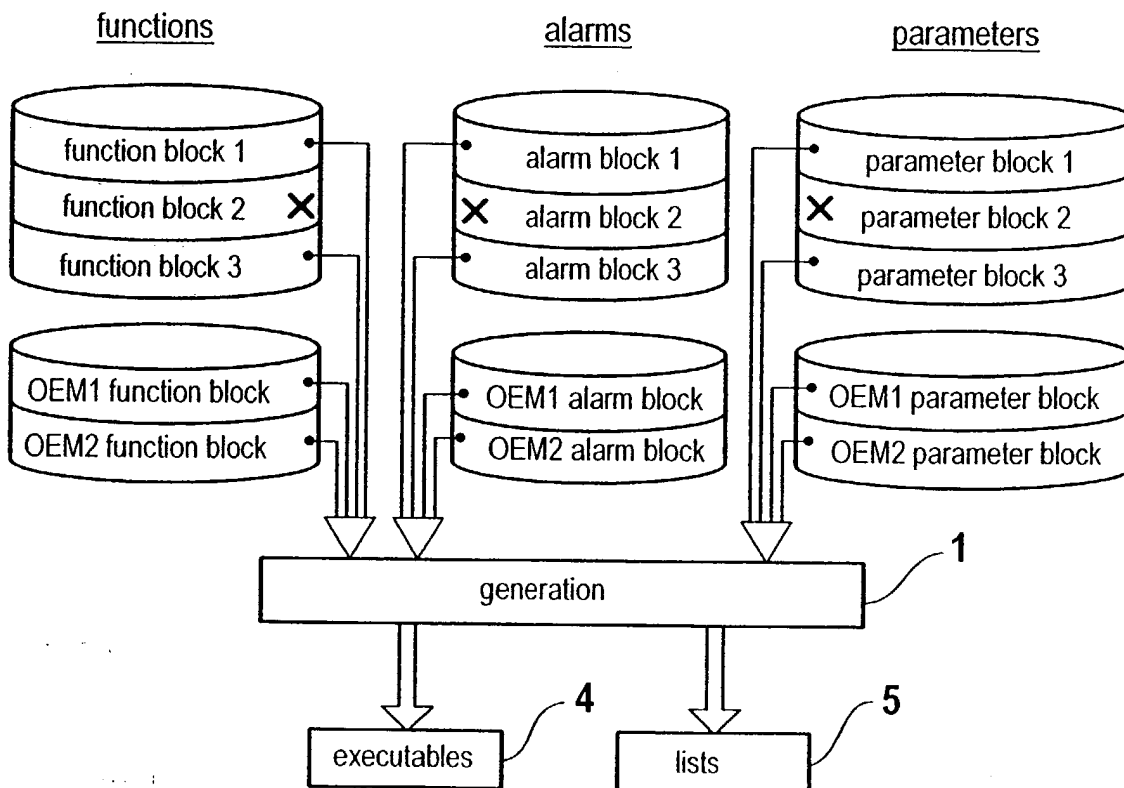 functions
alarms
parameters
function block 1
function block 2
function block 3
alarm block 1
alarm block 2
alarm block 3
parameter block 1
parameter block 2
parameter block 3
OEM1 function block
OEM2 function block
OEM1 alarm block
OEM2 alarm block
OEM1 parameter block
OEM2 parameter block
generation
1
executables
4
lists
5